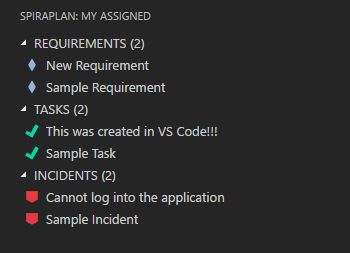 SPIRAPLAN: MY ASSIGNED
REQUIREMENTS (2)
New Requirement
Sample Requirement
TASKS (2)
This was created in VS Code!!!
Sample Task
INCIDENTS (2)
Cannot log into the application
Sample Incident